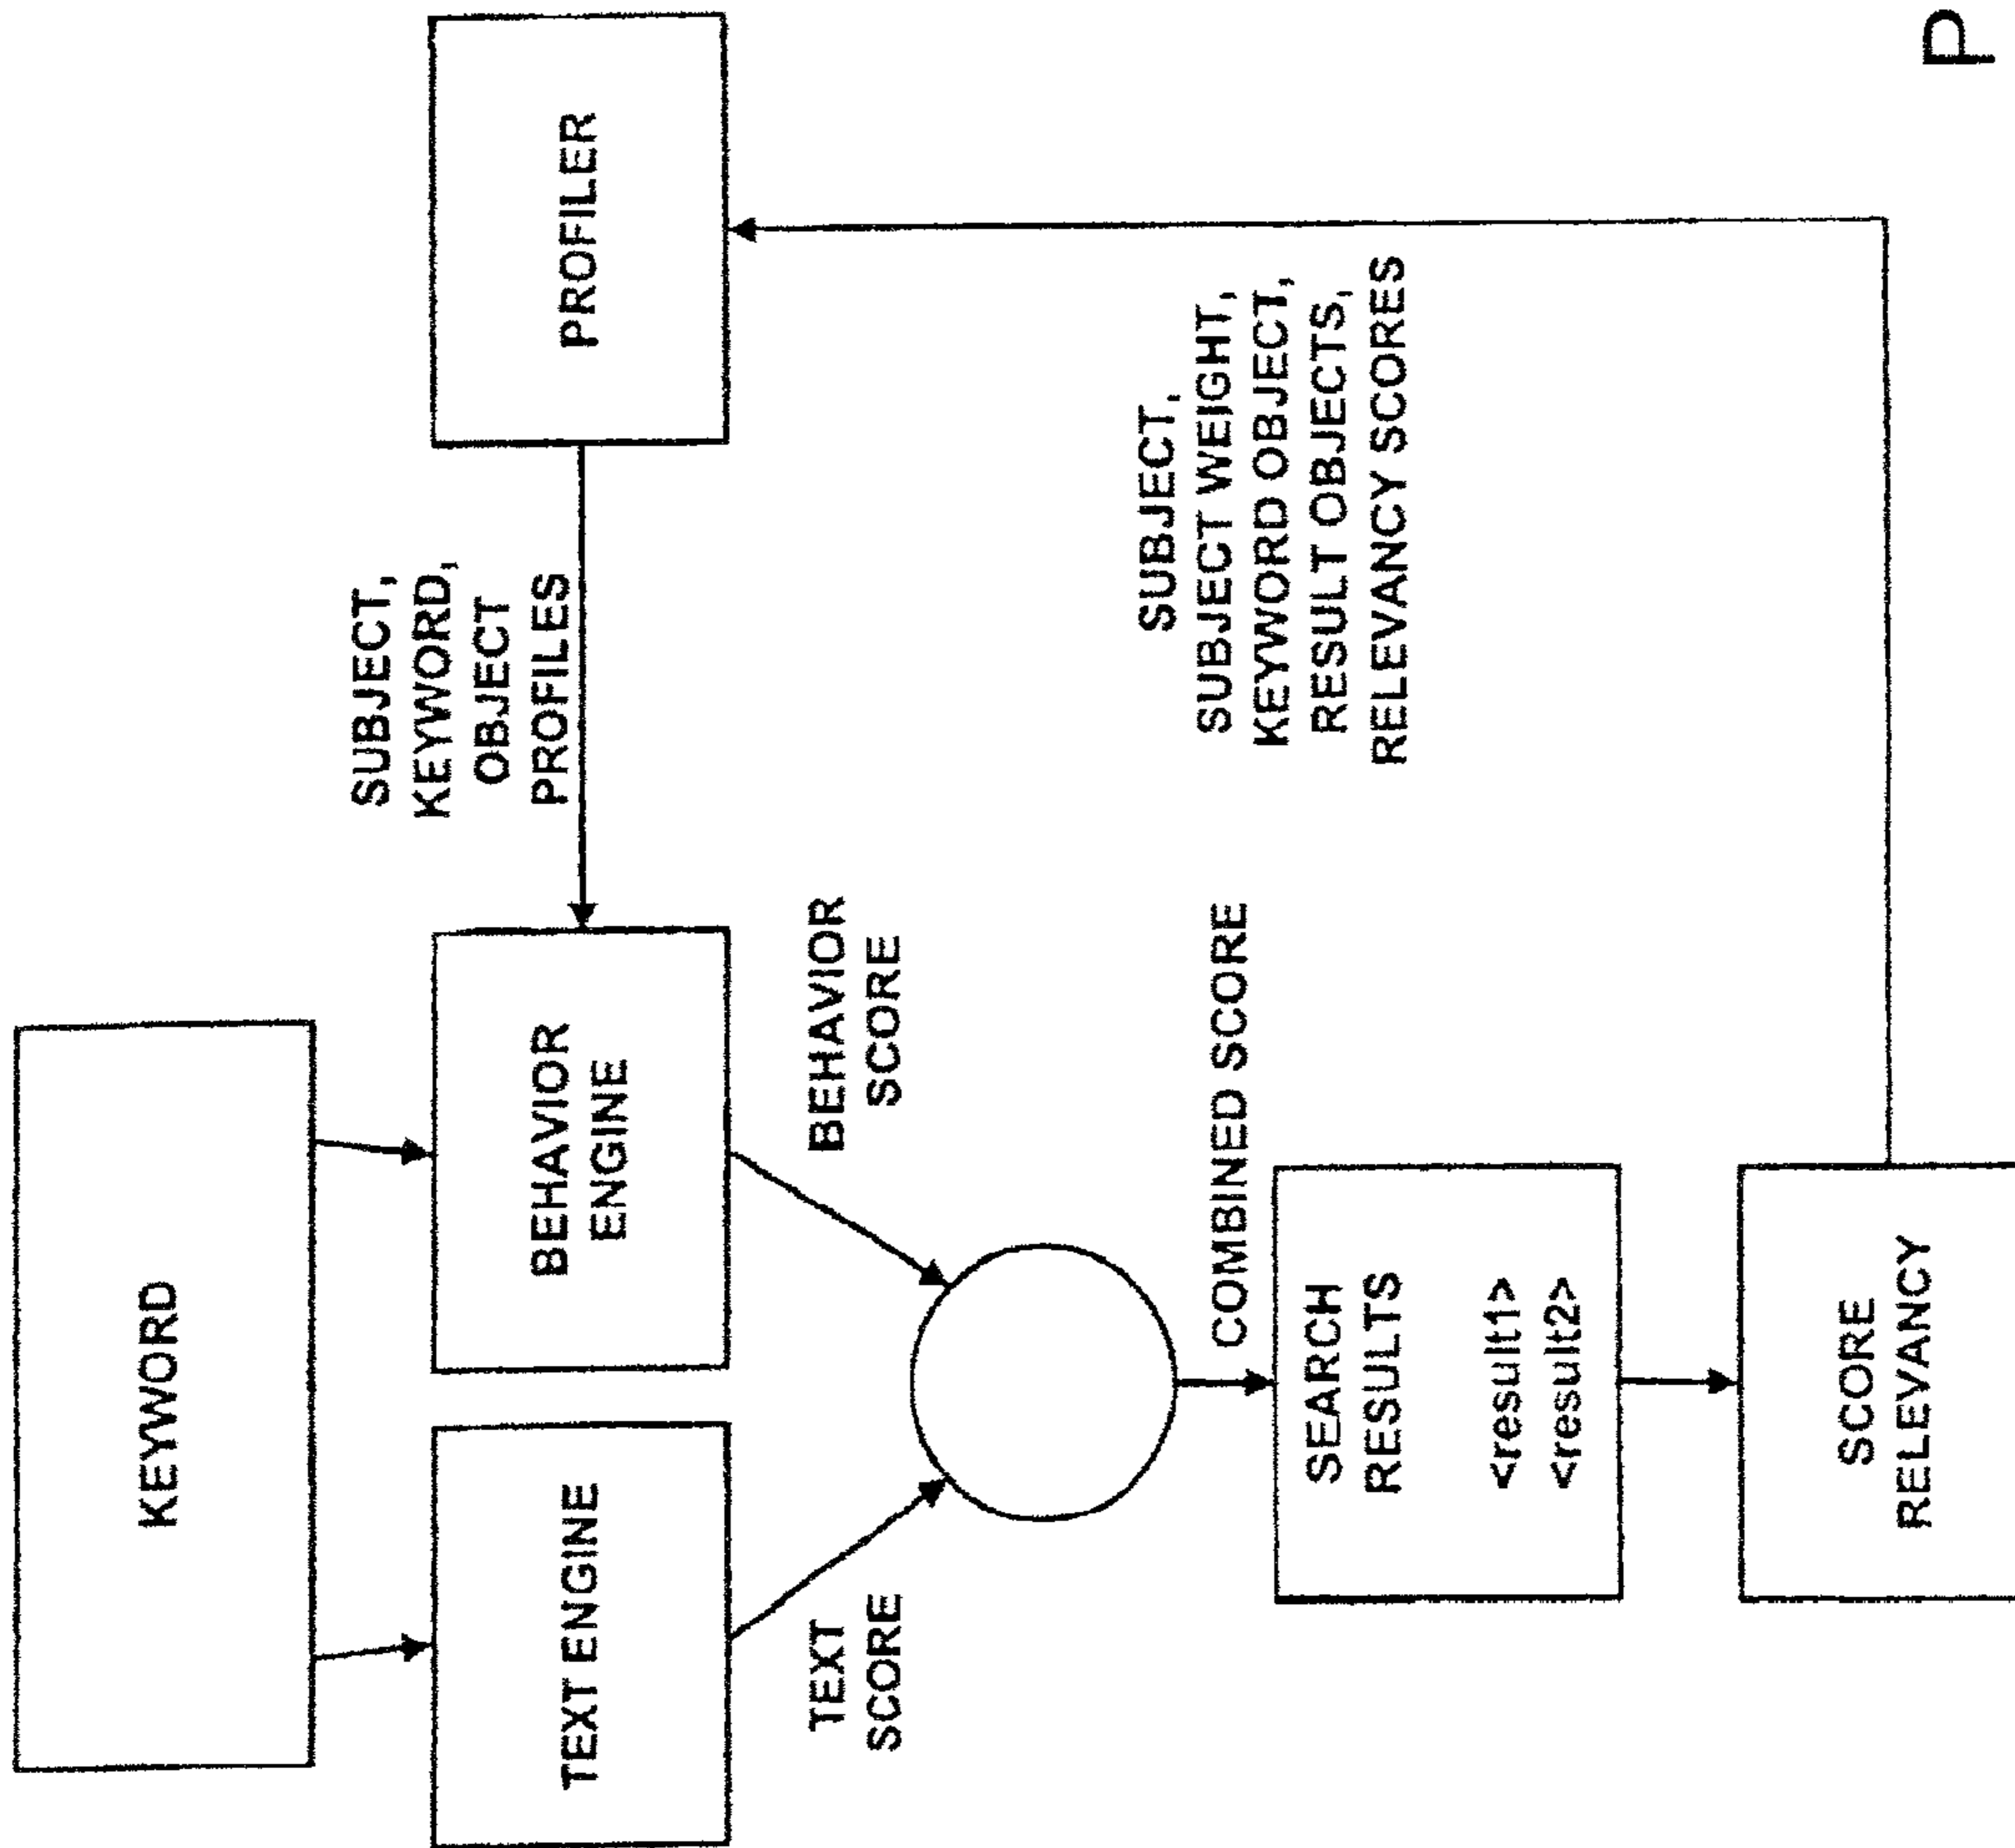 KEYWORD
TEXT ENGINE
BEHAVIOR
ENGINE
SUBJECT,
KEYWORD,
OBJECT
PROFILES
PROFILER
TEXT
SCORE
BEHAVIOR
SCORE
COMBINED SCORE
SEARCH
RESULTS
<result1>
<result2>
SUBJECT,
SUBJECT WEIGHT,
KEYWORD OBJECT,
RESULT OBJECTS,
RELEVANCY SCORES
SCORE
RELEVANCY
P